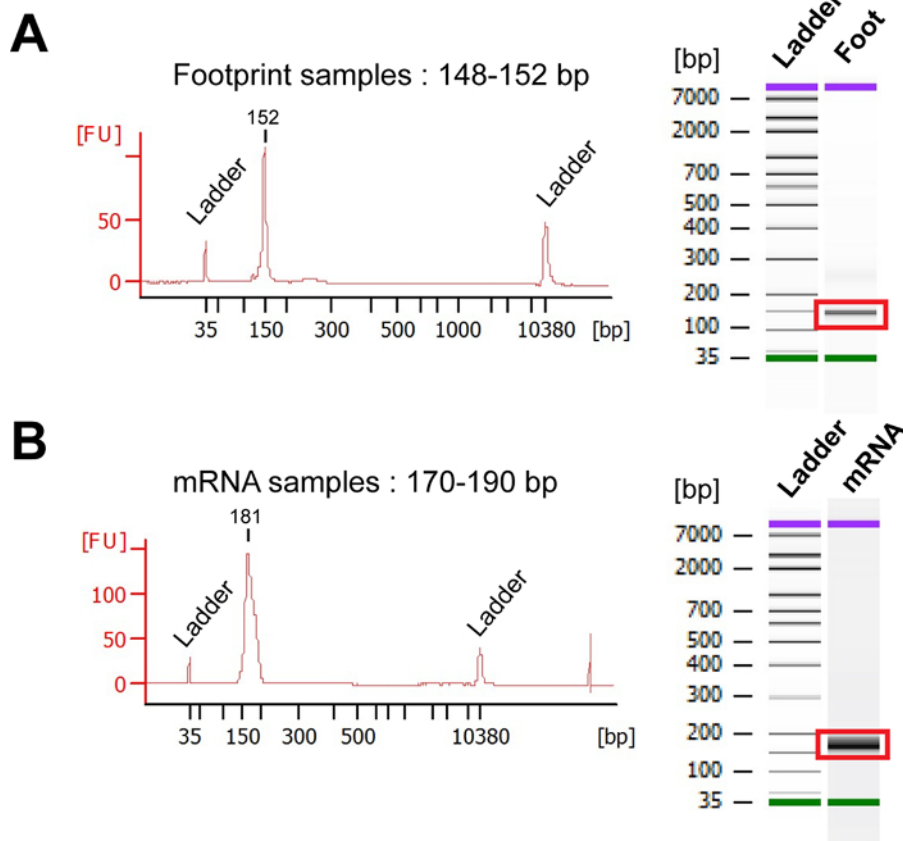 A
Footprint samples : 148-152 bp
[FU]
152
Ladder
Ladder
50
0
35 150 300 500 1000 10380 [bp]
[bp]
Ladder
Foot
7000
2000
700
500
400
300
200
100
35
B
mRNA samples : 170-190 bp
[FU]
181
Ladder
Ladder
100
50
0
35 150 300 500 10380 [bp]
[bp]
Ladder
mRNA
7000
2000
700
500
400
300
200
100
35